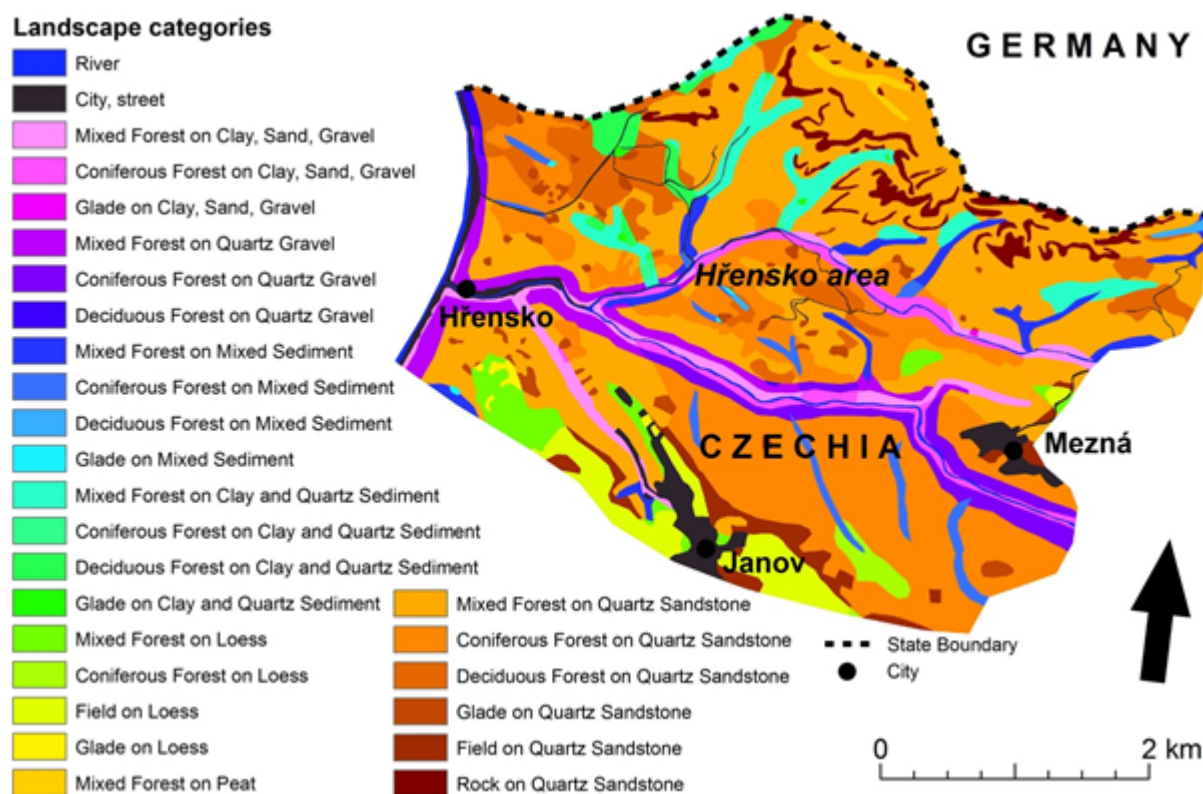 Landscape categories
River
City, street
Mixed Forest on Clay, Sand, Gravel
Coniferous Forest on Clay, Sand, Gravel
Glade on Clay, Sand, Gravel
Mixed Forest on Quartz Gravel
Coniferous Forest on Quartz Gravel
Deciduous Forest on Quartz Gravel
Mixed Forest on Mixed Sediment
Coniferous Forest on Mixed Sediment
Deciduous Forest on Mixed Sediment
Glade on Mixed Sediment
Mixed Forest on Clay and Quartz Sediment
Coniferous Forest on Clay and Quartz Sediment
Deciduous Forest on Clay and Quartz Sediment
Glade on Clay and Quartz Sediment
Mixed Forest on Loess
Coniferous Forest on Loess
Field on Loess
Glade on Loess
Mixed Forest on Peat
Mixed Forest on Quartz Sandstone
Coniferous Forest on Quartz Sandstone
Deciduous Forest on Quartz Sandstone
Glade on Quartz Sandstone
Field on Quartz Sandstone
Rock on Quartz Sandstone
GERMANY
Hřensko area
Hřensko
CZECHIA
Mezná
Janov
State Boundary
City
0 2 km